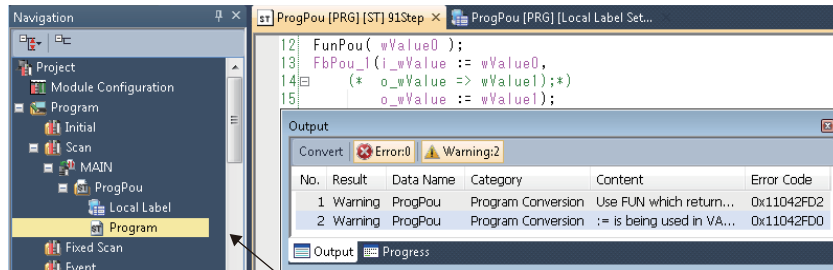 Navigation
ST ProgPou [PRG] [ST] 91Step
ProgPou [PRG] [Local Label Set...
Project
Module Configuration
Program
Initial
Scan
MAIN
ProgPou
Local Label
ST Program
Fixed Scan
Event
12 FunPou( wValue0 );
13 FbPou_1(i_wValue := wValue0,
14 (* o_wValue => wValue1);*)
15 o_wValue := wValue1);
Output
Convert Error:0 Warning:2
No. Result Data Name Category Content Error Code
1 Warning ProgPou Program Conversion Use FUN which return... 0x11042FD2
2 Warning ProgPou Program Conversion := is being used in VA... 0x11042FD0
Output Progress